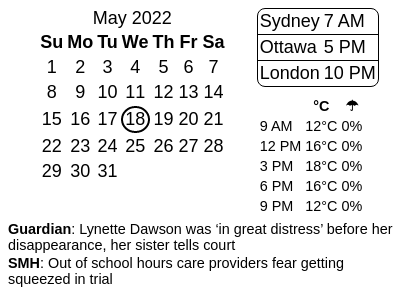 May 2022
Su Mo Tu We Th Fr Sa
1 2 3 4 5 6 7
8 9 10 11 12 13 14
15 16 17 18 19 20 21
22 23 24 25 26 27 28
29 30 31
Sydney 7 AM
Ottawa 5 PM
London 10 PM
°C ☂
9 AM 12°C 0%
12 PM 16°C 0%
3 PM 18°C 0%
6 PM 16°C 0%
9 PM 12°C 0%
Guardian: Lynette Dawson was ‘in great distress’ before her
disappearance, her sister tells court
SMH: Out of school hours care providers fear getting
squeezed in trial